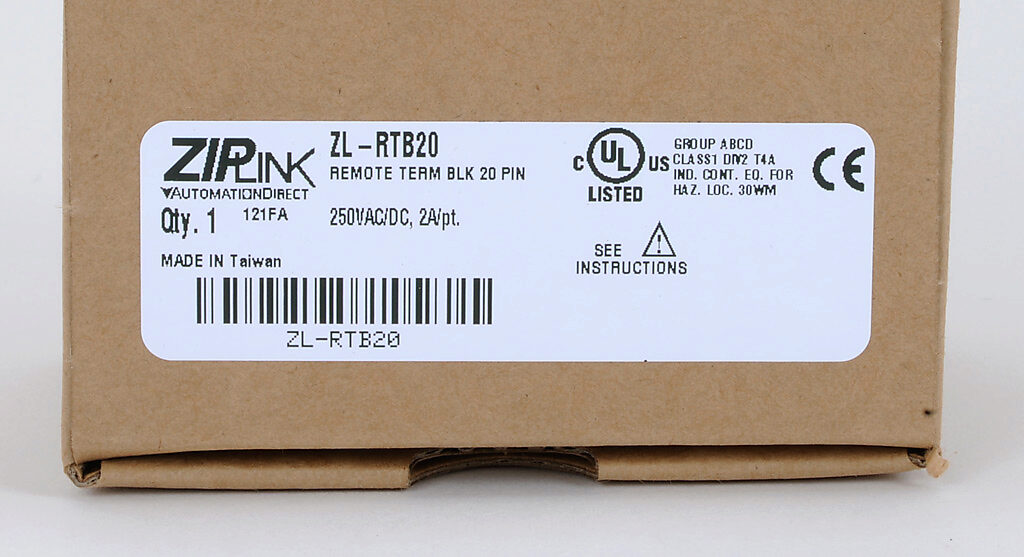 ZIPLINK
AUTOMATIONDIRECT
Qty. 1 121FA
MADE IN Taiwan
ZL-RTB20
ZL-RTB20
REMOTE TERM BLK 20 PIN
250VAC/DC, 2A/pt.
C UL US
LISTED
GROUP ABCD
CLASS1 DIV2 T4A
IND. CONT. EQ. FOR
HAZ. LOC. 30WM
CE
SEE
INSTRUCTIONS